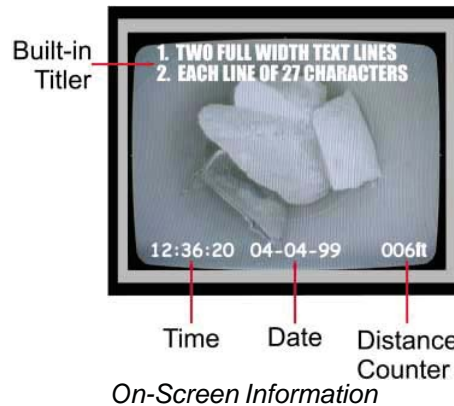 Built-in
Titler
1. TWO FULL WIDTH TEXT LINES
2. EACH LINE OF 27 CHARACTERS
12:36:20 04-04-99 006ft
Time Date Distance
Counter
On-Screen Information